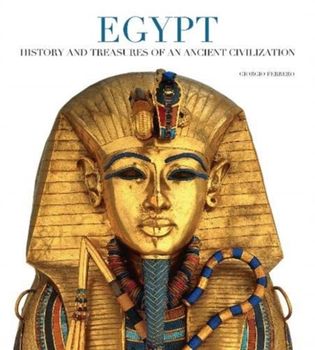 EGYPT
HISTORY AND TREASURES OF AN ANCIENT CIVILIZATION
GIORGIO FERRERO